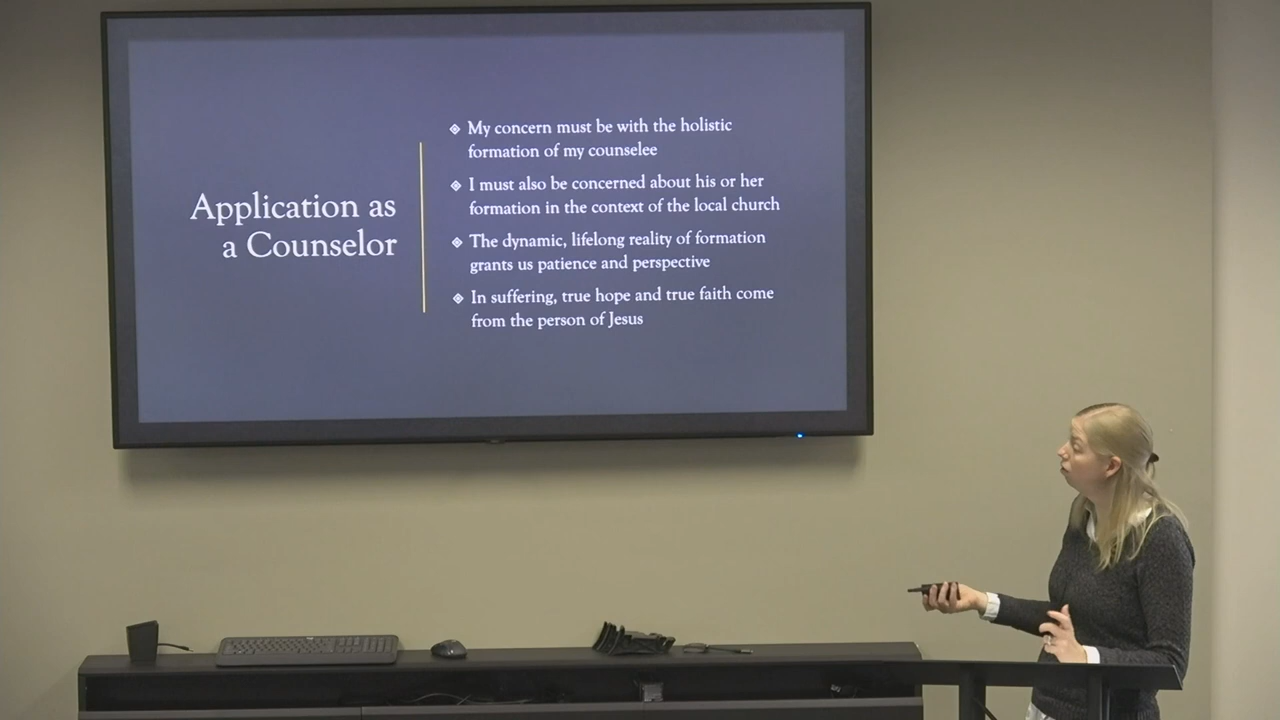 Application as
a Counselor
My concern must be with the holistic
formation of my counselee
I must also be concerned about his or her
formation in the context of the local church
The dynamic, lifelong reality of formation
grants us patience and perspective
In suffering, true hope and true faith come
from the person of Jesus